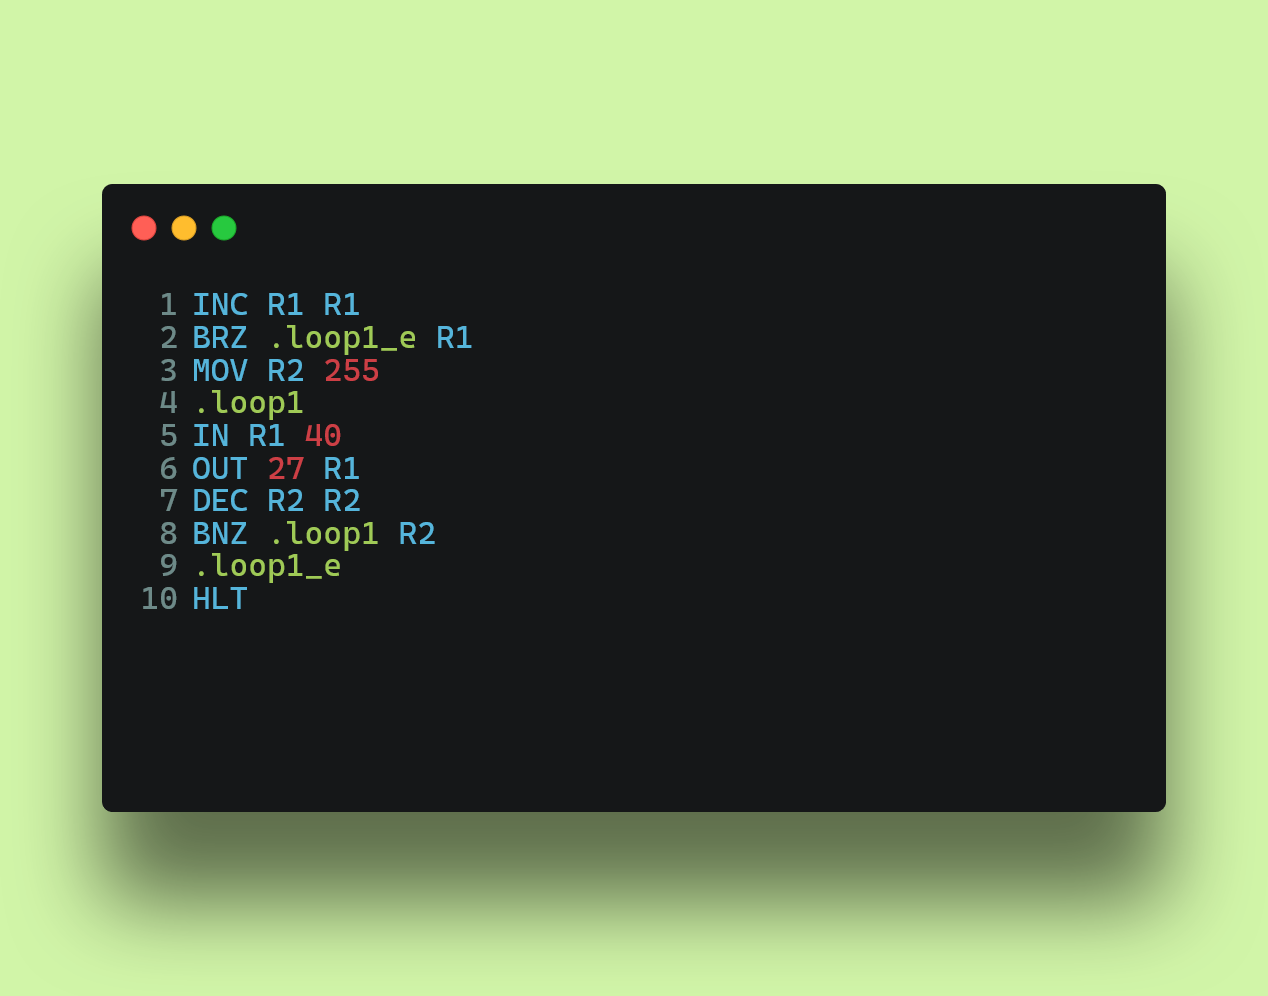 1 INC R1 R1
2 BRZ .loop1_e R1
3 MOV R2 255
4 .loop1
5 IN R1 40
6 OUT 27 R1
7 DEC R2 R2
8 BNZ .loop1 R2
9 .loop1_e
10 HLT